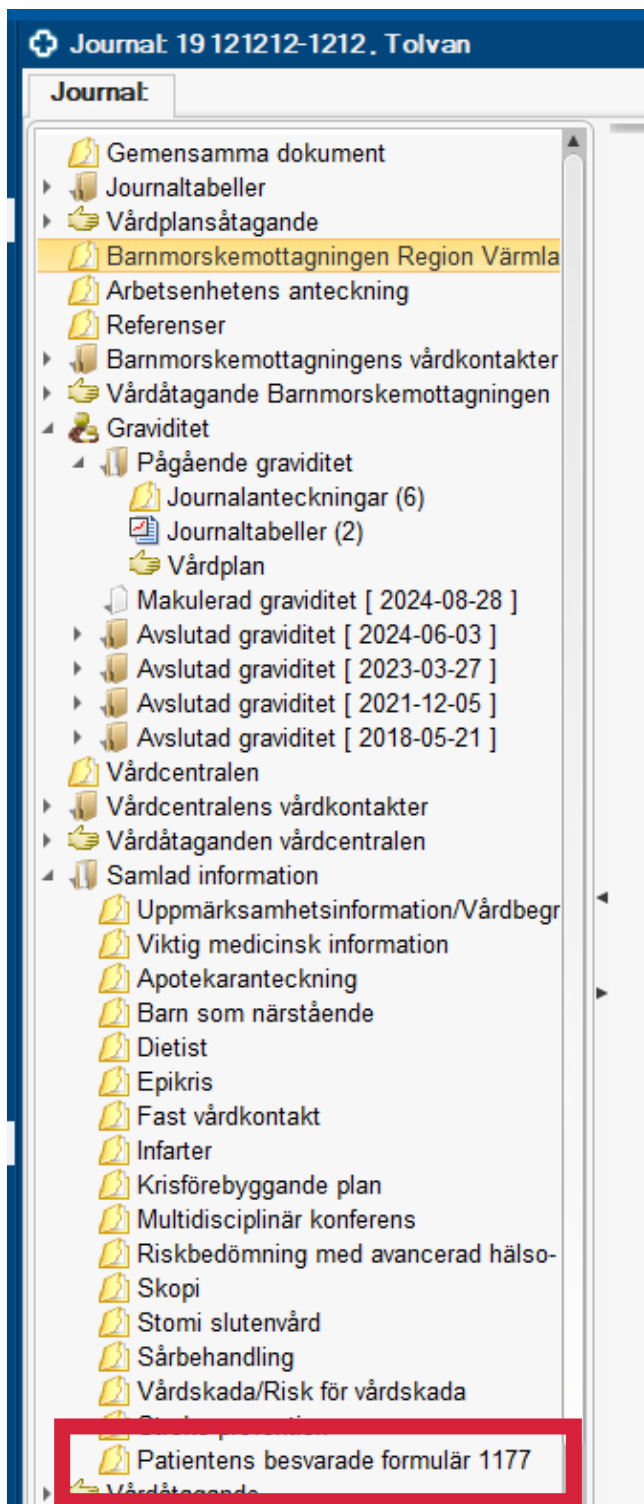 Journal: 19 121212-1212, Tolvan
Journal:
Gemensamma dokument
Journaltabeller
Vårdplansåtagande
Barnmorskemottagningen Region Värmla
Arbetsenhetens anteckning
Referenser
Barnmorskemottagningens vårdkontakter
Vårdåtagande Barnmorskemottagningen
Graviditet
Pågående graviditet
Journalanteckningar (6)
Journaltabeller (2)
Vårdplan
Makulerad graviditet [ 2024-08-28 ]
Avslutad graviditet [ 2024-06-03 ]
Avslutad graviditet [ 2023-03-27 ]
Avslutad graviditet [ 2021-12-05 ]
Avslutad graviditet [ 2018-05-21 ]
Vårdcentralen
Vårdcentralens vårdkontakter
Vårdåtaganden vårdcentralen
Samlad information
Uppmärksamhetsinformation/Vårdbegr
Viktig medicinsk information
Apotekaranteckning
Barn som närstående
Dietist
Epikris
Fast vårdkontakt
Infarter
Krisförebyggande plan
Multidisciplinär konferens
Riskbedömning med avancerad hälso-
Skopi
Stomi slutenvård
Sårbehandling
Vårdskada/Risk för vårdskada
Patientens besvarade formulär 1177
Vårdåtagande